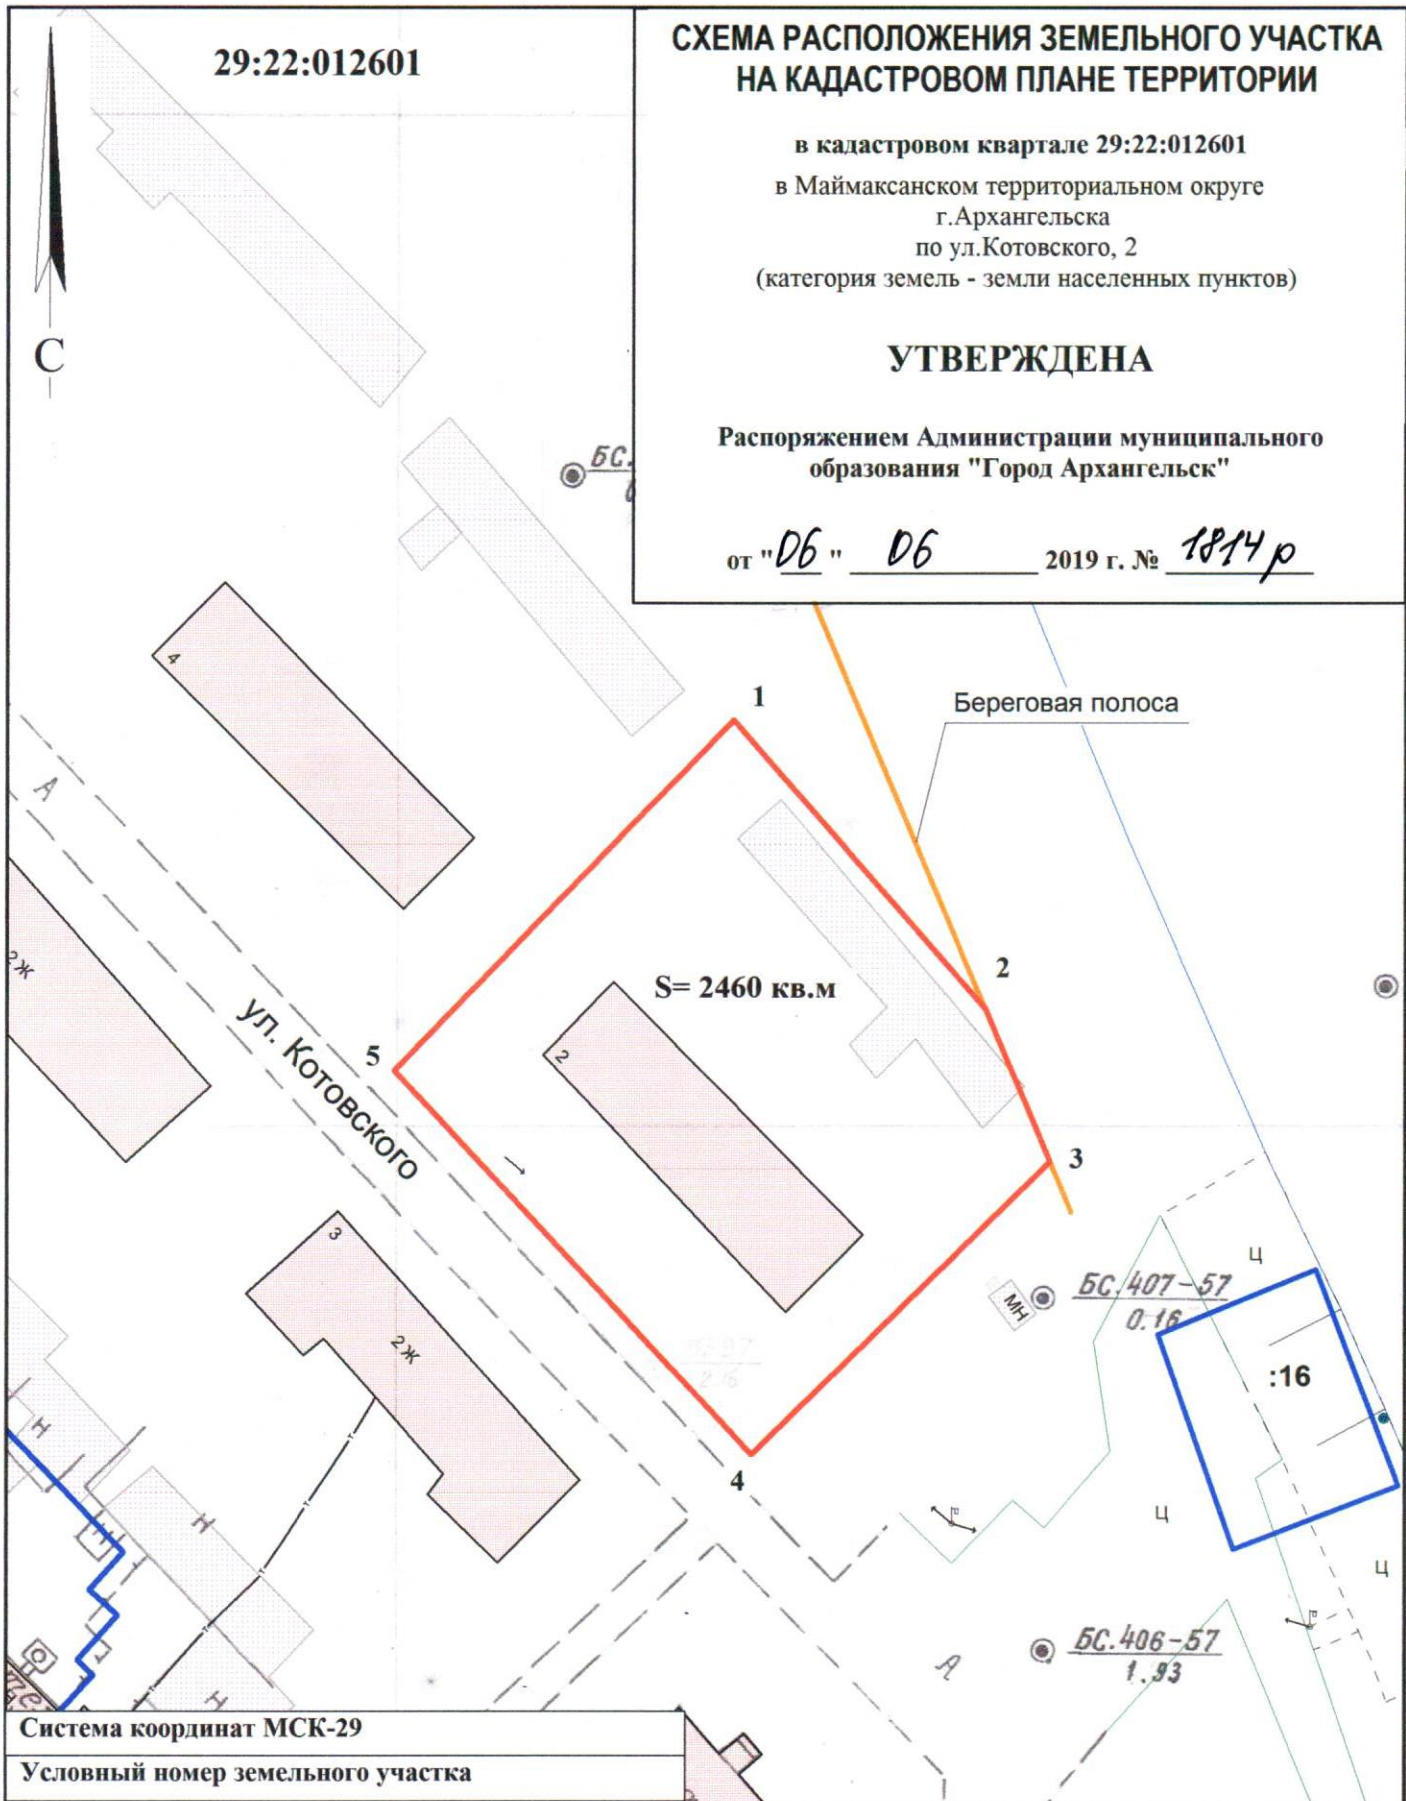 29:22:012601
СХЕМА РАСПОЛОЖЕНИЯ ЗЕМЕЛЬНОГО УЧАСТКА
НА КАДАСТРОВОМ ПЛАНЕ ТЕРРИТОРИИ
в кадастровом квартале 29:22:012601
в Маймаксанском территориальном округе
г.Архангельска
по ул.Котовского, 2
(категория земель - земли населенных пунктов)
УТВЕРЖДЕНА
Распоряжением Администрации муниципального
образования "Город Архангельск"
от "06" 06 2019 г. № 1814р
С
БС.
4
1
Береговая полоса
А
2
2Ж
S= 2460 кв.м
ул. Котовского
5
2
3
3
2Ж
Ц
МН
БС.407-57
0.16
:16
Н
4
Н
Ц
Ц
БС.406-57
1.93
А
Н
Система координат МСК-29
Условный номер земельного участка